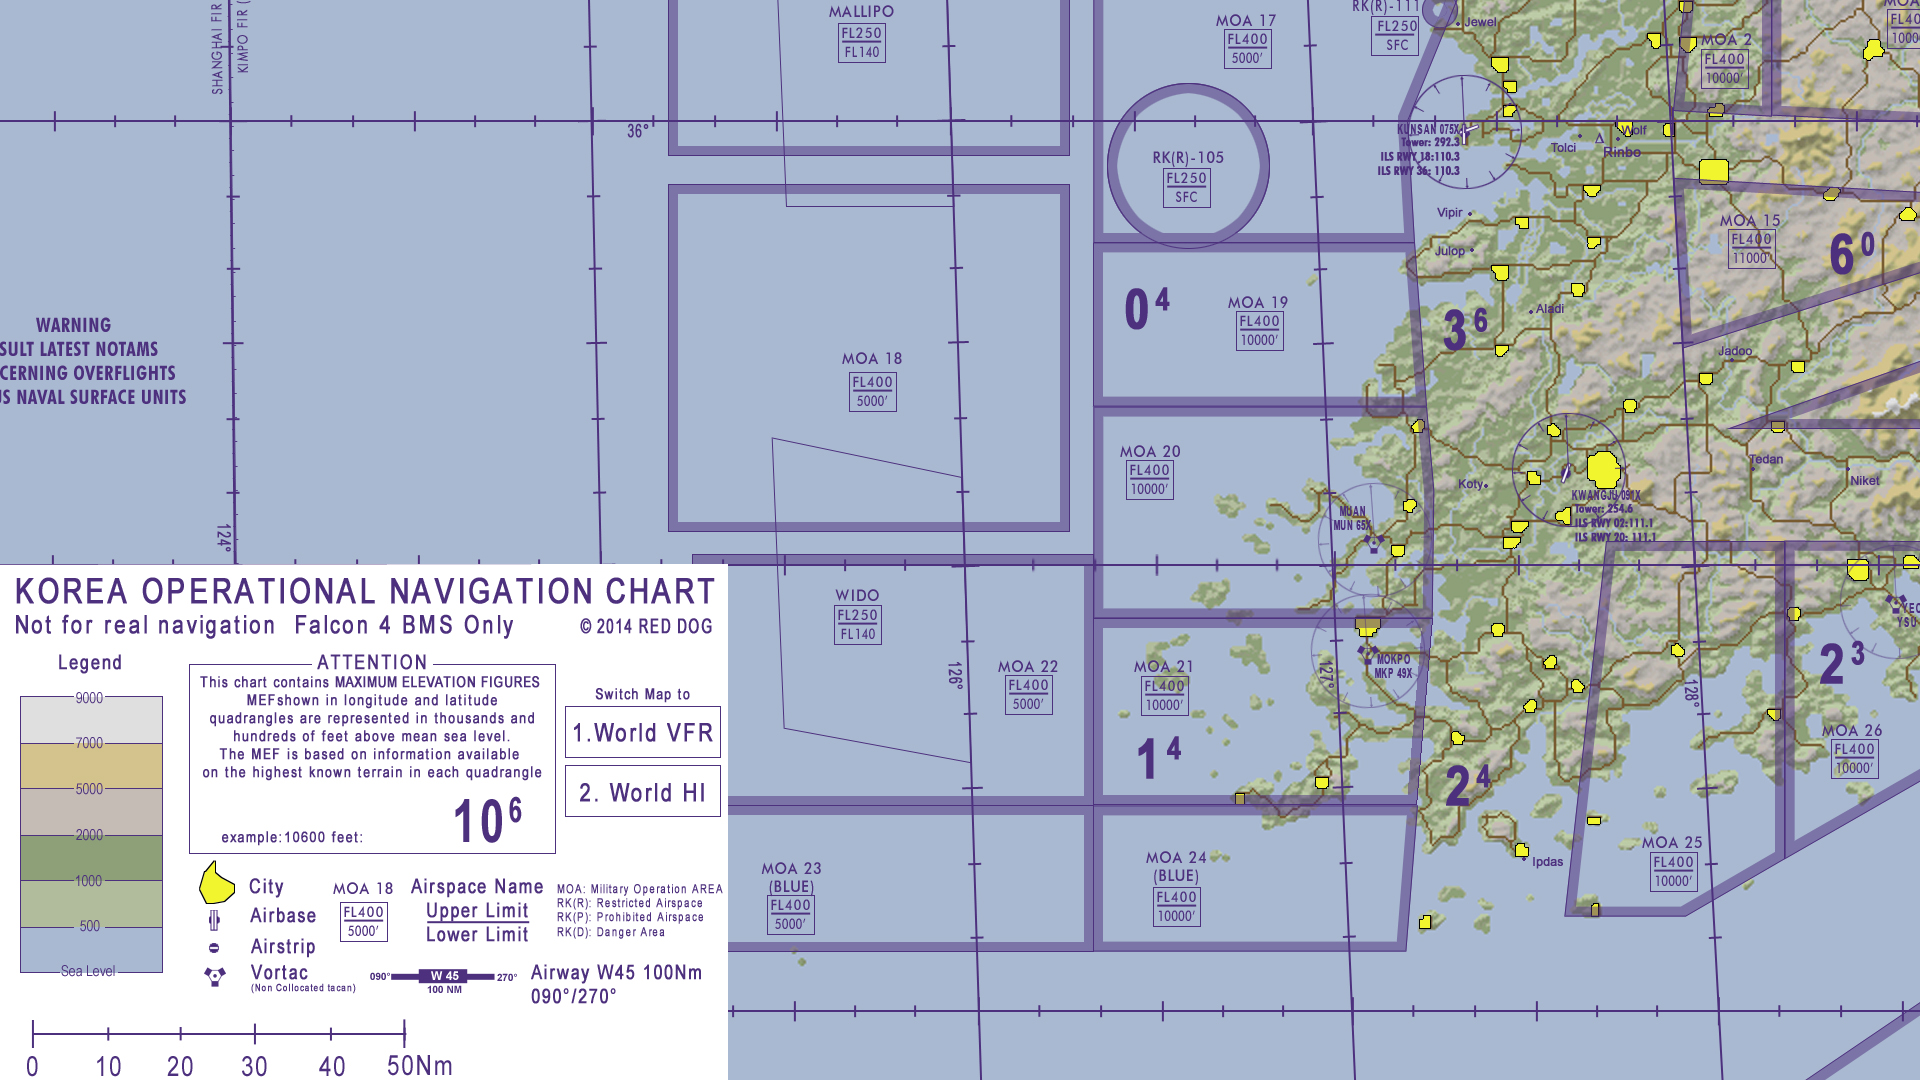 SHANGHAI FIR
KIMPO FIR (
MALLIPO
FL250
FL140
MOA 17
FL400
5000'
RK(R)-111
FL250
SFC
Jewel
MOA 2
FL400
10000'
MOA
FL40
1000
36°
RK(R)-105
FL250
SFC
KUNSAN 075X
Tower: 292.3
ILS RWY 18:110.3
ILS RWY 36: 110.3
Tolci
Wolf
Rinbo
Vipir
Julop
MOA 15
FL400
11000'
6 0
WARNING
SULT LATEST NOTAMS
CERNING OVERFLIGHTS
US NAVAL SURFACE UNITS
0 4
MOA 19
FL400
10000'
3 6
Aladi
Jadoo
MOA 18
FL400
5000'
MOA 20
FL400
10000'
Koty
Tedan
Niket
MUAN
MUN 65X
KWANGJU 091X
Tower: 254.6
ILS RWY 02:111.1
ILS RWY 20: 111.1
124°
WIDO
FL250
FL140
126°
MOA 22
FL400
5000'
MOA 21
FL400
10000'
1 4
127°
MOKPO
MKP 49X
2 4
128°
2 3
YEO
YSU
MOA 26
FL400
10000'
MOA 23
(BLUE)
FL400
5000'
MOA 24
(BLUE)
FL400
10000'
Ipdas
MOA 25
FL400
10000'
KOREA OPERATIONAL NAVIGATION CHART
Not for real navigation Falcon 4 BMS Only © 2014 RED DOG
Legend
9000
7000
5000
2000
1000
500
Sea Level
ATTENTION
This chart contains MAXIMUM ELEVATION FIGURES
MEFshown in longitude and latitude
quadrangles are represented in thousands and
hundreds of feet above mean sea level.
The MEF is based on information available
on the highest known terrain in each quadrangle
example:10600 feet:
10 6
Switch Map to
1.World VFR
2. World HI
City
Airbase
Airstrip
Vortac
(Non Collocated tacan)
MOA 18
FL400
5000'
Airspace Name
Upper Limit
Lower Limit
MOA: Military Operation AREA
RK(R): Restricted Airspace
RK(P): Prohibited Airspace
RK(D): Danger Area
090° W 45 270°
100 NM
Airway W45 100Nm
090°/270°
0 10 20 30 40 50Nm